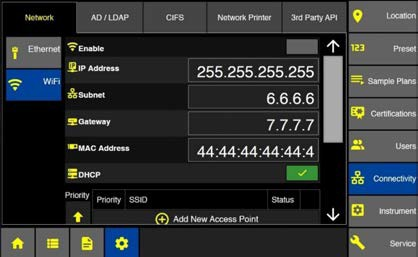 Network
AD / LDAP
CIFS
Network Printer
3rd Party API
Location
Ethernet
WiFi
Enable
IP Address
255.255.255.255
Subnet
6.6.6.6
Gateway
7.7.7.7
MAC Address
44:44:44:44:44:4
DHCP
Priority
Priority SSID Status
Add New Access Point
123 Preset
Sample Plans
Certifications
Users
Connectivity
Instrument
Service